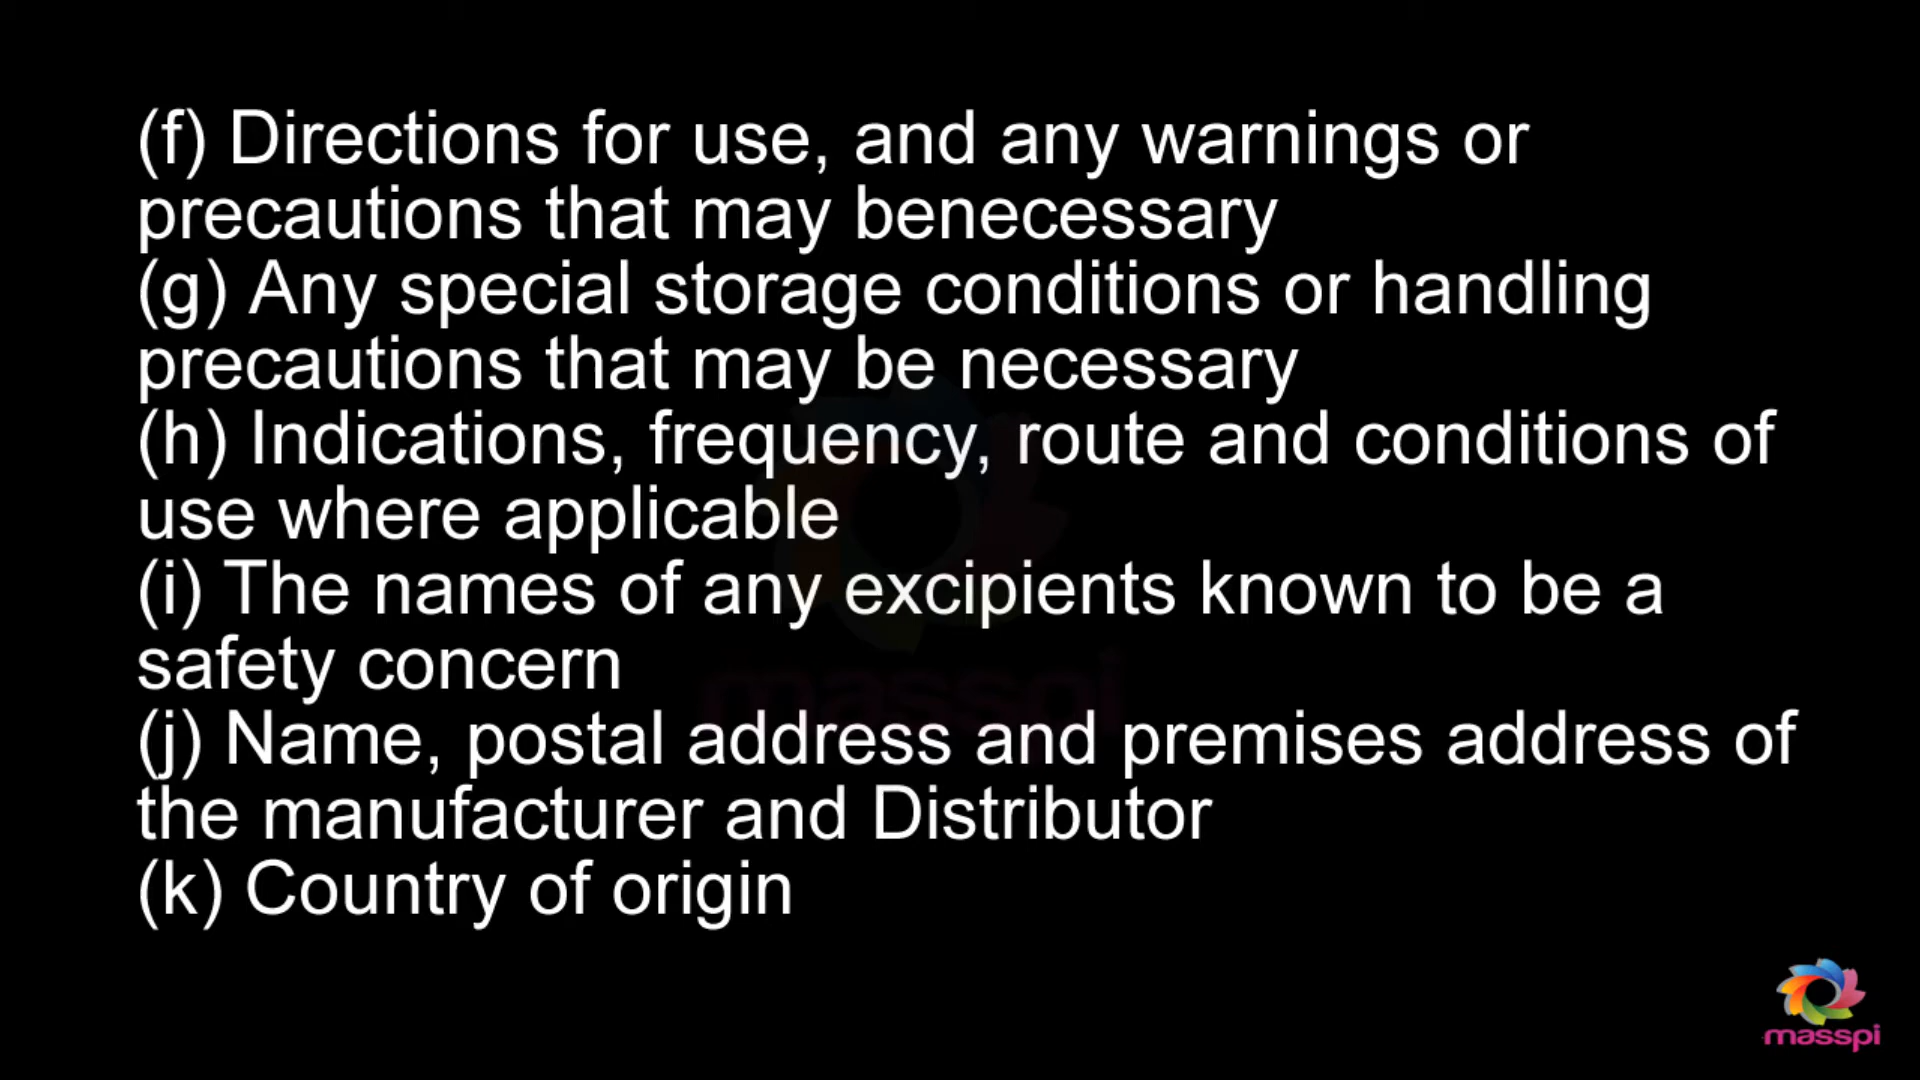 (f) Directions for use, and any warnings or
precautions that may benecessary
(g) Any special storage conditions or handling
precautions that may be necessary
(h) Indications, frequency, route and conditions of
use where applicable
(i) The names of any excipients known to be a
safety concern
(j) Name, postal address and premises address of
the manufacturer and Distributor
(k) Country of origin
masspi
masspi